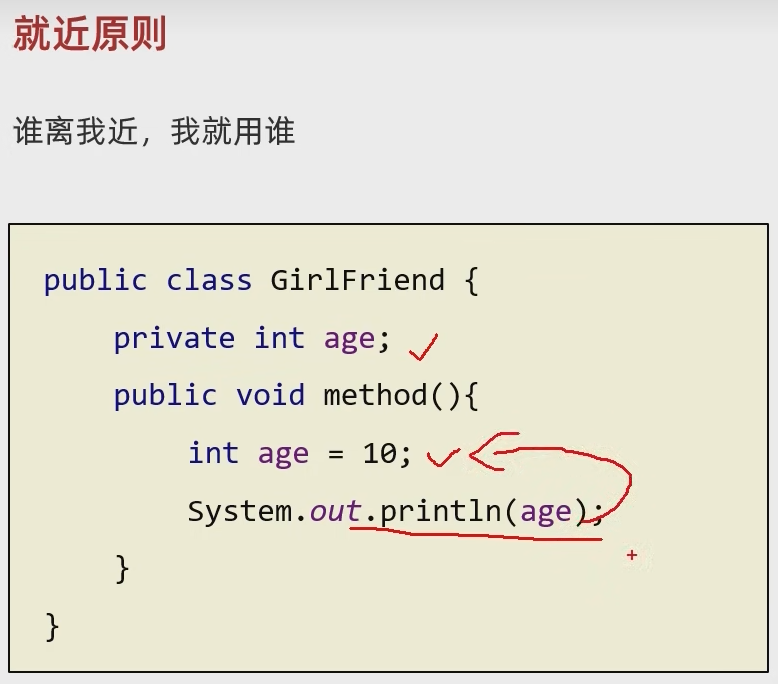 就近原则
谁离我近，我就用谁
public class GirlFriend {
private int age;
public void method(){
int age = 10;
System.out.println(age);
}
}